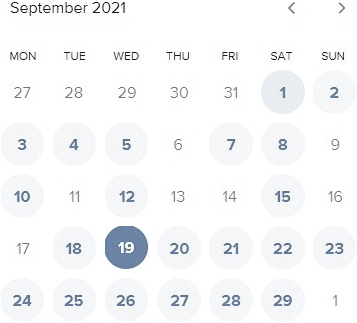 September 2021
MON TUE WED THU FRI SAT SUN
27 28 29 30 31 1 2
3 4 5 6 7 8 9
10 11 12 13 14 15 16
17 18 19 20 21 22 23
24 25 26 27 28 29 1